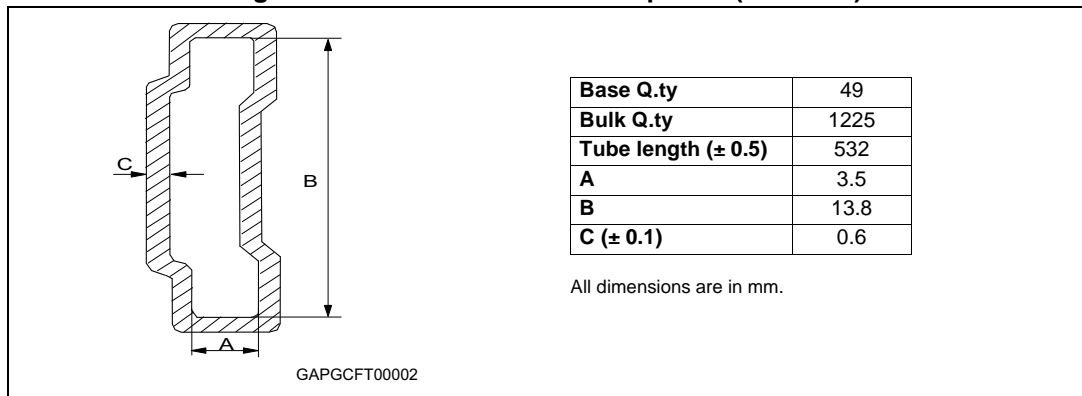 C
B
A
GAPGCFT00002
Base Q.ty 49
Bulk Q.ty 1225
Tube length (± 0.5) 532
A 3.5
B 13.8
C (± 0.1) 0.6
All dimensions are in mm.